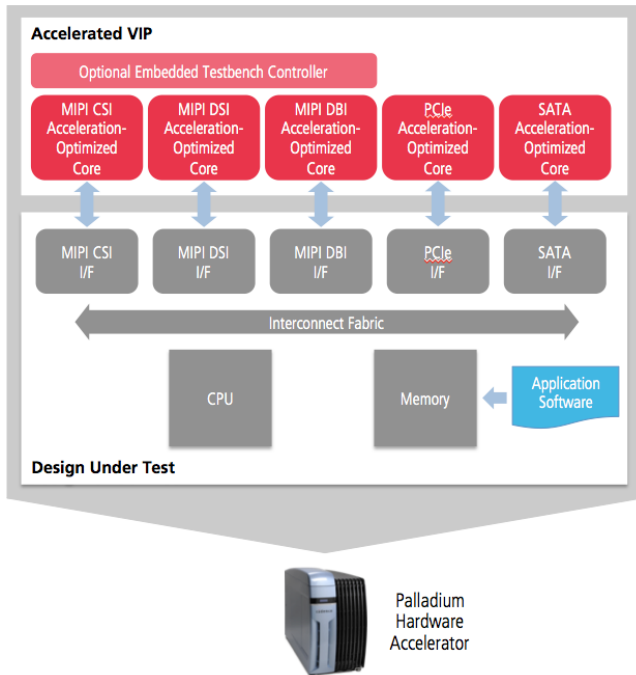 Accelerated VIP
Optional Embedded Testbench Controller
MIPI CSI
Acceleration-
Optimized
Core
MIPI DSI
Acceleration-
Optimized
Core
MIPI DBI
Acceleration-
Optimized
Core
PCIe
Acceleration-
Optimized
Core
SATA
Acceleration-
Optimized
Core
MIPI CSI
I/F
MIPI DSI
I/F
MIPI DBI
I/F
PCIe
I/F
SATA
I/F
Interconnect Fabric
CPU
Memory
Application
Software
Design Under Test
Palladium
Hardware
Accelerator